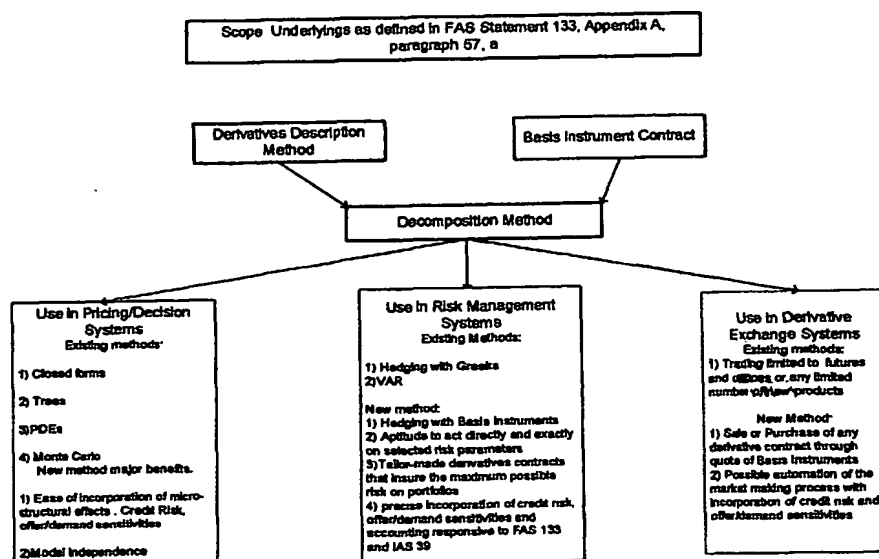 Scope Underlyings as defined in FAS Statement 133, Appendix A,
paragraph 57, a
Derivatives Description
Method
Basis Instrument Contract
Decomposition Method
Use in Pricing/Decision
Systems
Existing methods:
1) Closed forms
2) Trees
3)PDEs
4) Monte Carlo
New method major benefits.
1) Ease of incorporation of micro-
structural effects . Credit Risk,
offer/demand sensitivities
2)Model Independence
Use in Risk Management
Systems
Existing Methods:
1) Hedging with Greeks
2)VAR
New method:
1) Hedging with Basis Instruments
2) Aptitude to act directly and exactly
on selected risk parameters
3)Tailor-made derivatives contracts
that insure the maximum possible
risk on portfolios
4) precise incorporation of credit risk,
offer/demand sensitivities and
accounting responsive to FAS 133
and IAS 39
Use in Derivative
Exchange Systems
Existing methods:
1) Trading limited to futures
and or any limited
number products
New Method:
1) Sale or Purchase of any
derivative contract through
quote of Basis Instruments
2) Possible automation of the
market making process with
incorporation of credit risk and
offer/demand sensitivities